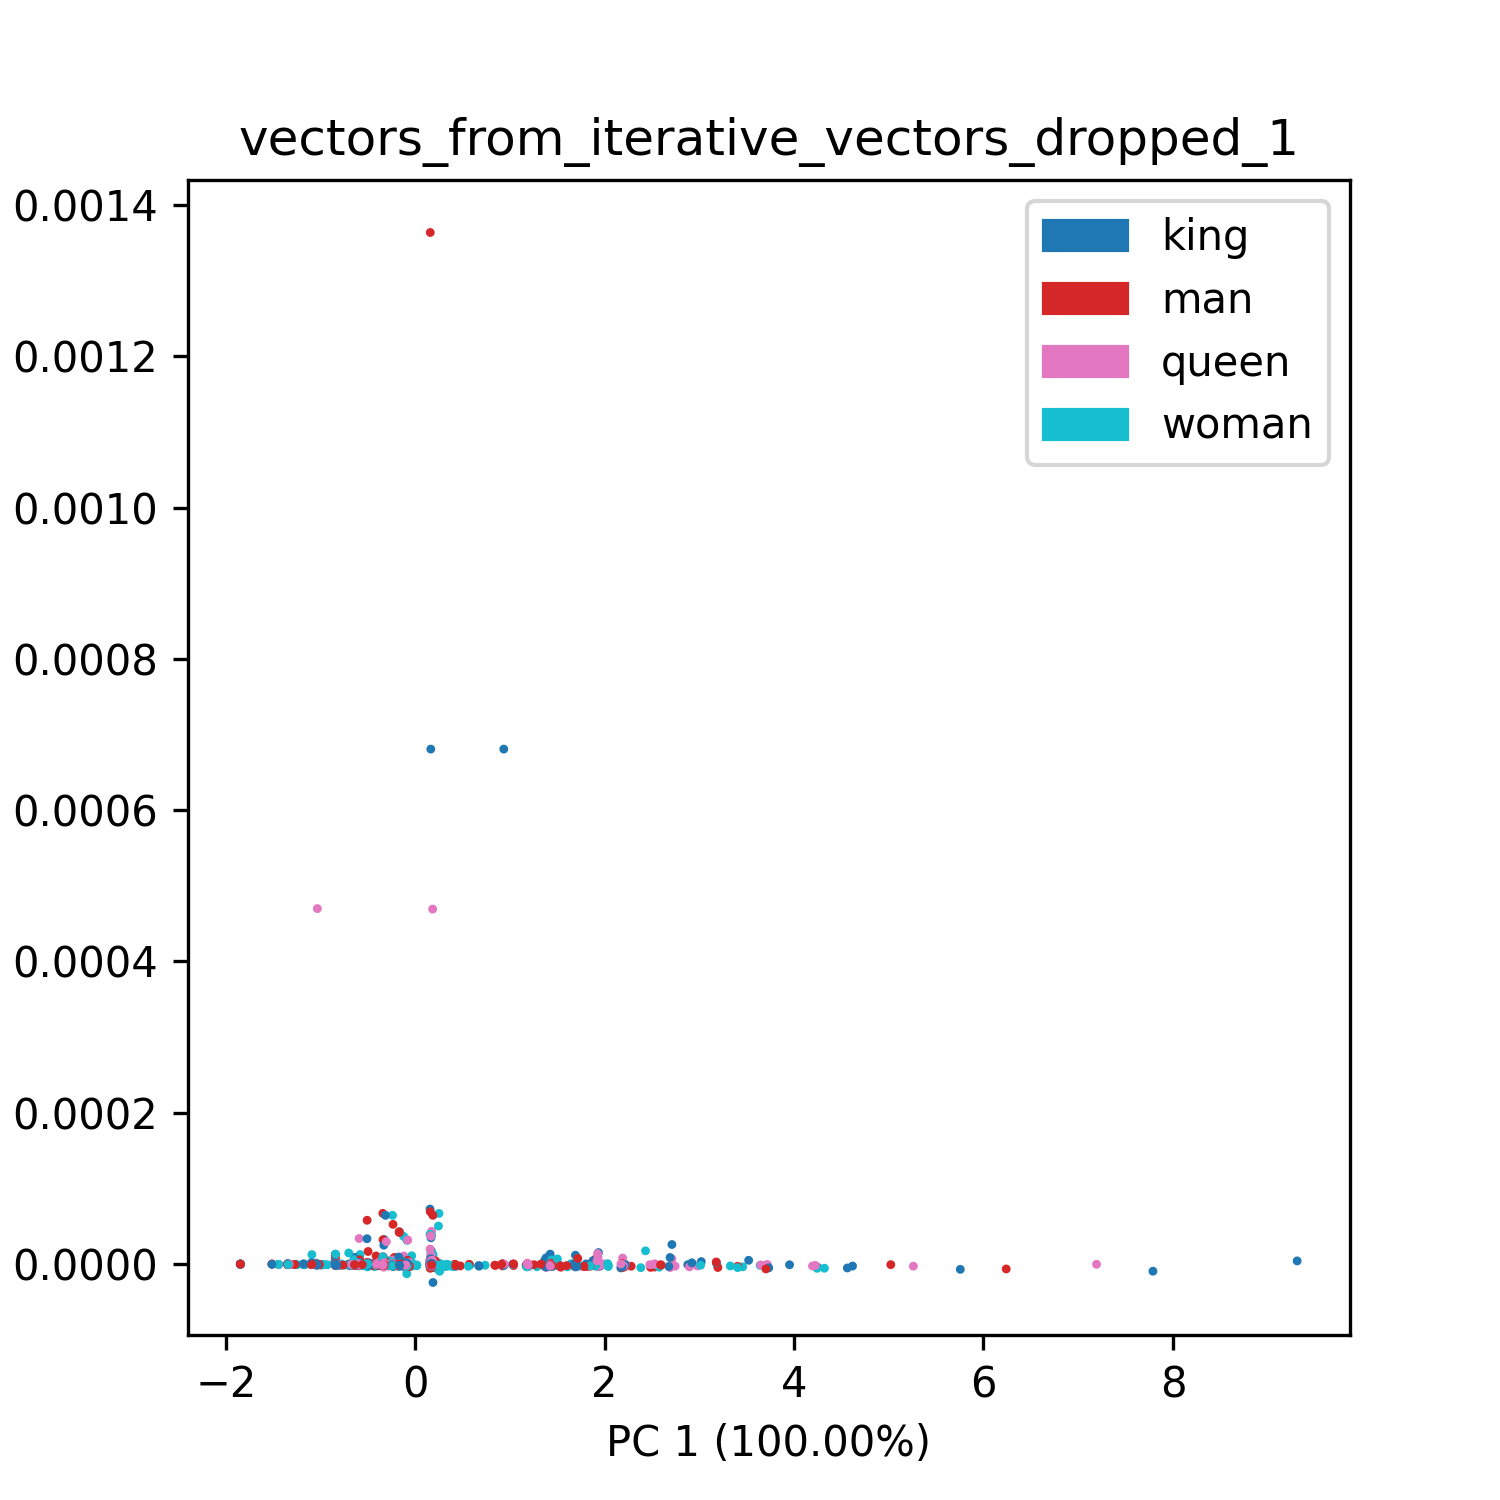 vectors_from_iterative_vectors_dropped_1
king
man
queen
woman
0.0014
0.0012
0.0010
0.0008
0.0006
0.0004
0.0002
0.0000
−2 0 2 4 6 8
PC 1 (100.00%)